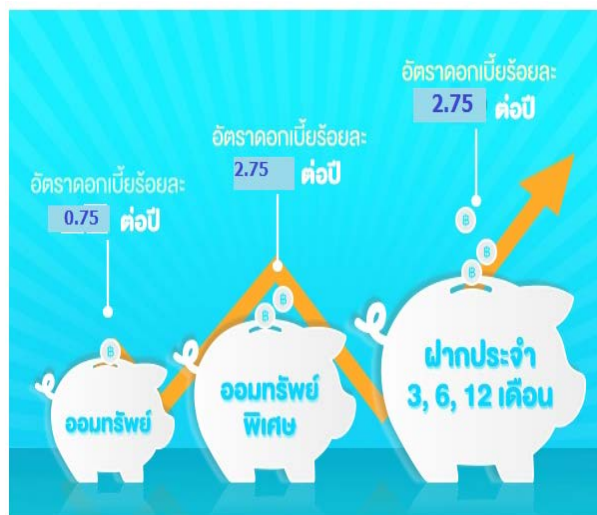 อัตราดอกเบี้ยร้อยละ
0.75 ต่อปี
อัตราดอกเบี้ยร้อยละ
2.75 ต่อปี
อัตราดอกเบี้ยร้อยละ
2.75 ต่อปี
฿
฿
฿
฿
฿
฿
ออมทรัพย์
ออมทรัพย์
พิเศษ
ฝากประจำ
3, 6, 12 เดือน